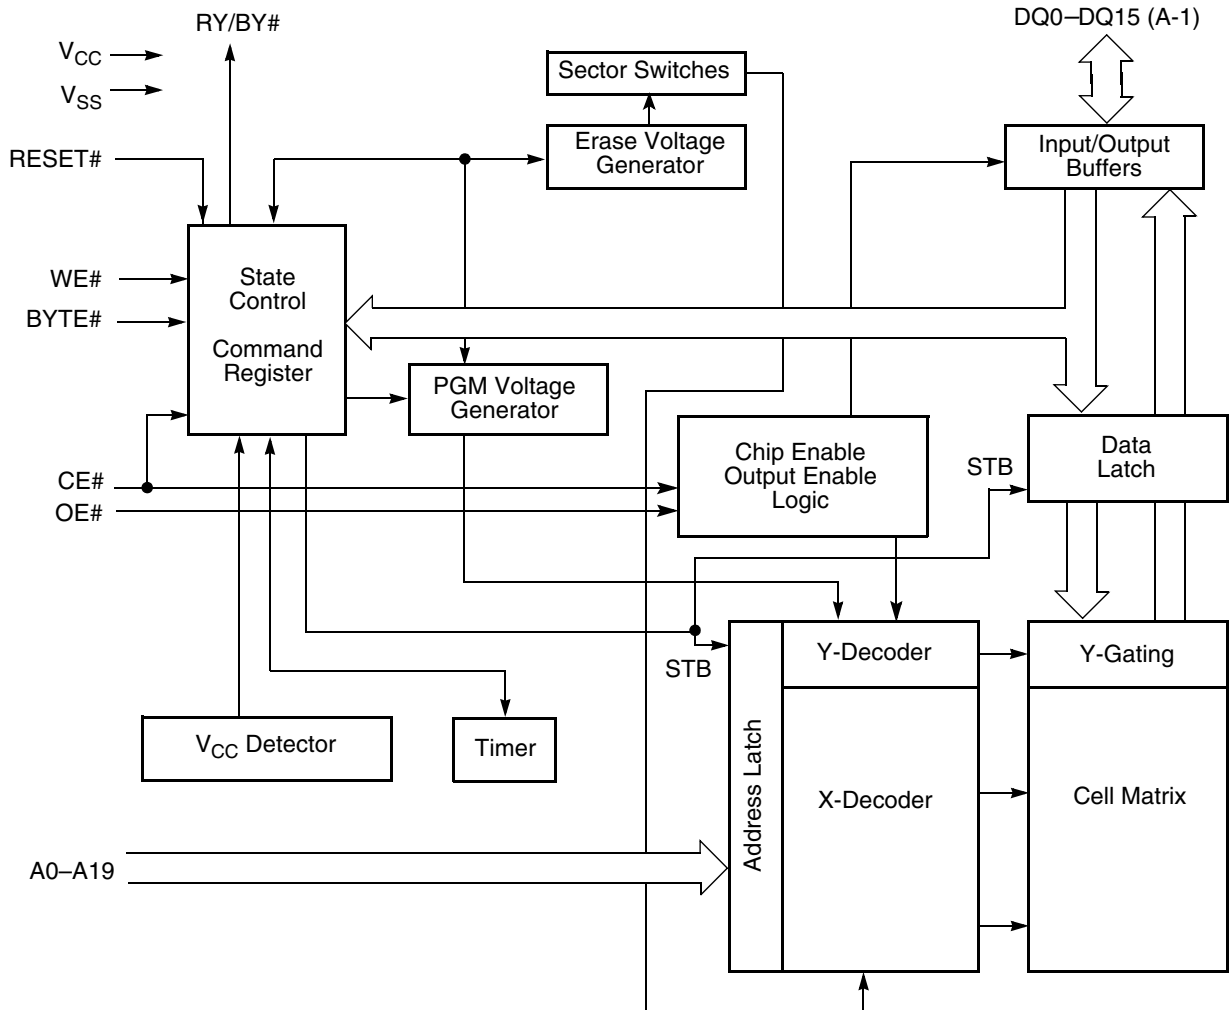 RY/BY#
DQ0–DQ15 (A-1)
VCC
VSS
Sector Switches
RESET#
Erase Voltage
Generator
Input/Output
Buffers
WE#
BYTE#
State
Control
Command
Register
PGM Voltage
Generator
Chip Enable
Output Enable
Logic
STB
Data
Latch
CE#
OE#
STB
Y-Decoder
Y-Gating
VCC Detector
Timer
Address Latch
X-Decoder
Cell Matrix
A0–A19